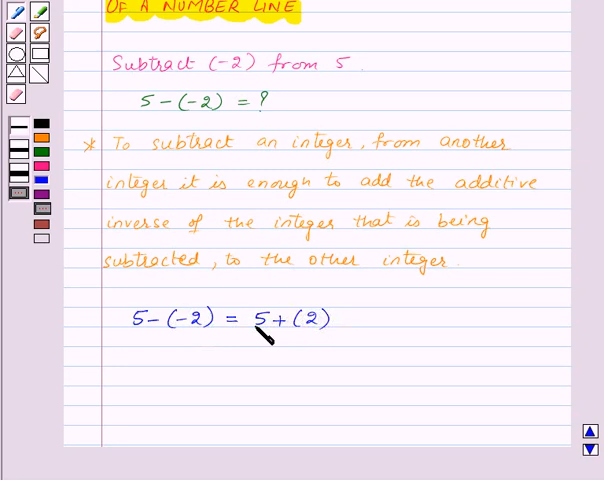 OF A NUMBER LINE
Subtract (-2) from 5.
5 - (-2) = ?
* To subtract an integer, from another
integer it is enough to add the additive
inverse of the integer that is being
subtracted, to the other integer.
5 - (-2) = 5 + (2)